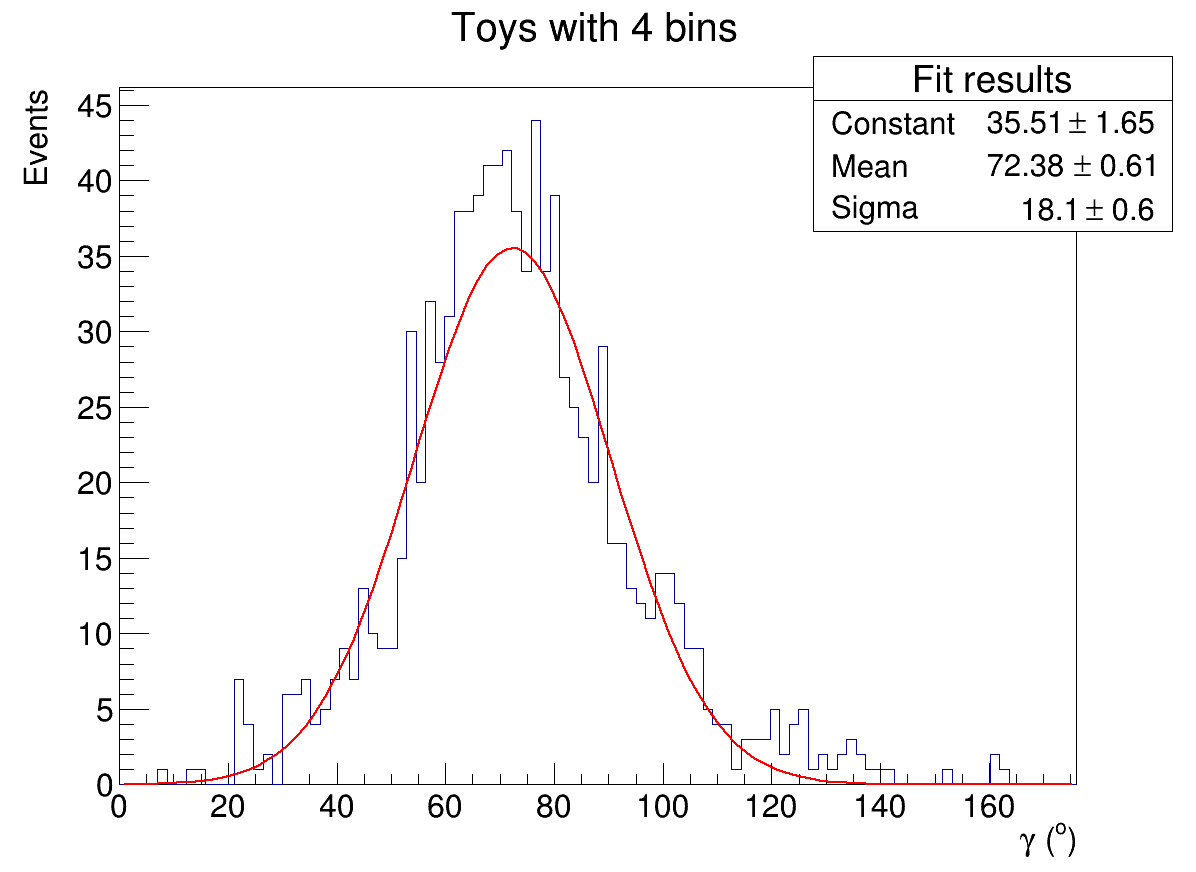 Toys with 4 bins
Fit results
Constant 35.51 ± 1.65
Mean 72.38 ± 0.61
Sigma 18.1 ± 0.6
Events
45
40
35
30
25
20
15
10
5
0
0 20 40 60 80 100 120 140 160
γ (°)